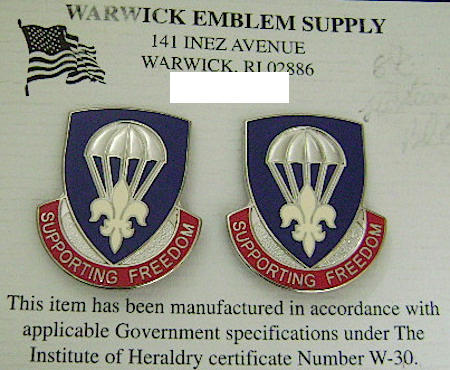 WARWICK EMBLEM SUPPLY
141 INEZ AVENUE
WARWICK, RI 02886
SUPPORTING FREEDOM
SUPPORTING FREEDOM
This item has been manufactured in accordance with
applicable Government specifications under The
Institute of Heraldry certificate Number W-30.